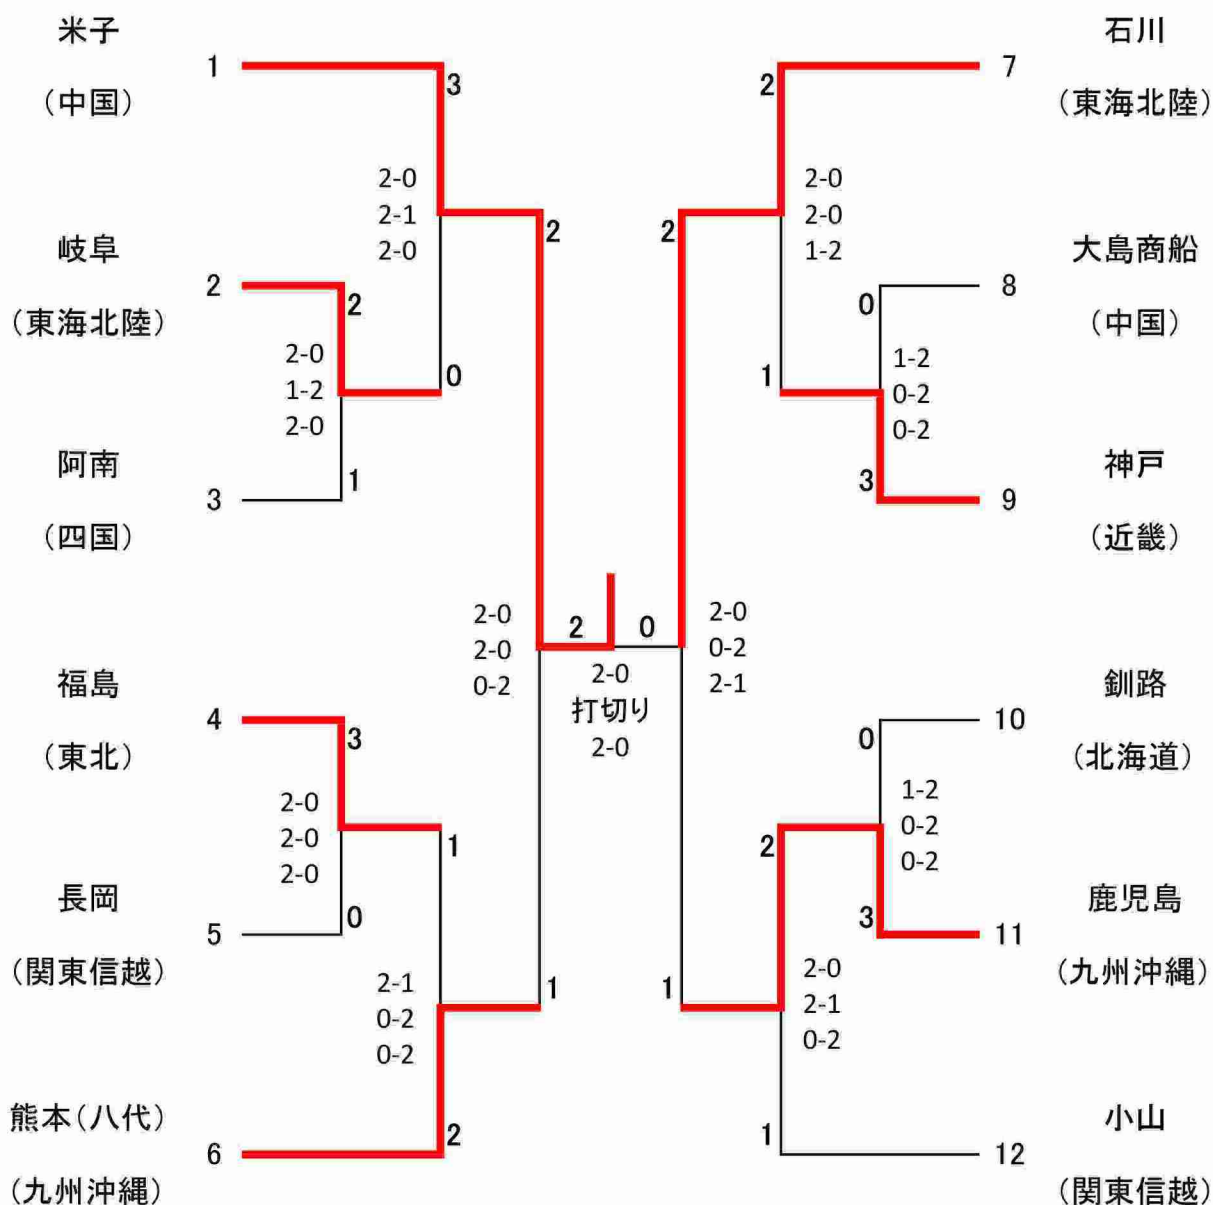 米子
1
(中国)
3
2-0
2-1
2-0
2
岐阜
2
(東海北陸)
2
2-0
1-2
2-0
0
阿南
3
(四国)
1
福島
4
(東北)
3
2-0
2-0
2-0
1
長岡
5
(関東信越)
0
2-1
0-2
0-2
1
熊本(八代)
6
(九州沖縄)
2
2-0
2-0
0-2
2
0
2-0
打切り
2-0
2-0
0-2
2-1
石川
7
(東海北陸)
2
2-0
2-0
1-2
2
大島商船
8
(中国)
0
1-2
0-2
0-2
1
神戸
9
(近畿)
3
釧路
10
(北海道)
0
1-2
0-2
0-2
2
鹿児島
11
(九州沖縄)
3
2-0
2-1
0-2
1
小山
12
(関東信越)
1